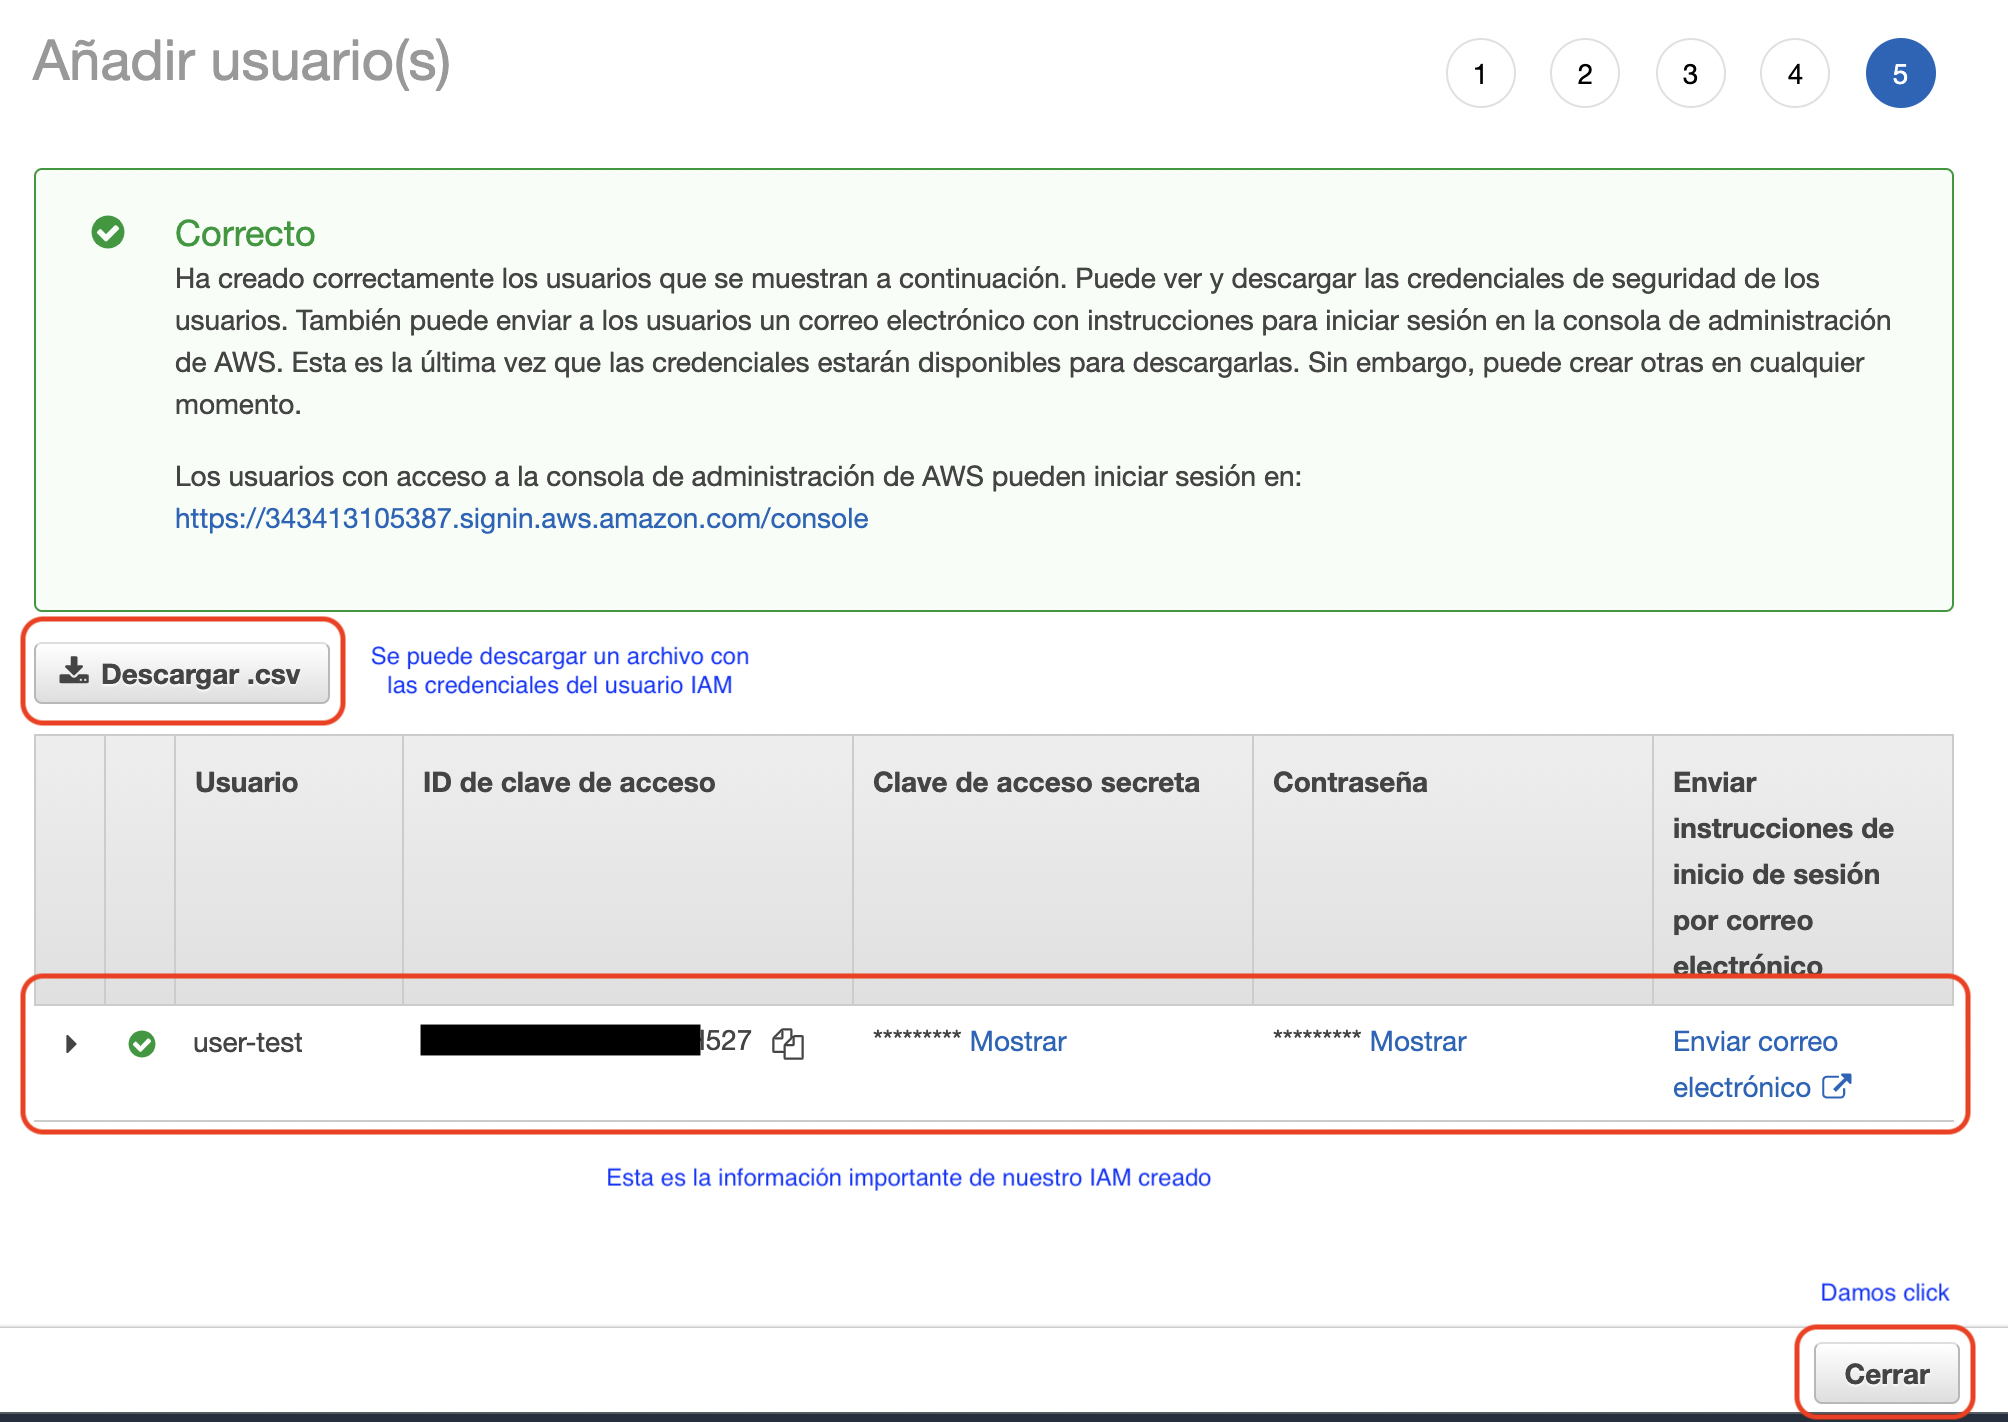 Añadir usuario(s)
1 2 3 4 5
Correcto
Ha creado correctamente los usuarios que se muestran a continuación. Puede ver y descargar las credenciales de seguridad de los
usuarios. También puede enviar a los usuarios un correo electrónico con instrucciones para iniciar sesión en la consola de administración
de AWS. Esta es la última vez que las credenciales estarán disponibles para descargarlas. Sin embargo, puede crear otras en cualquier
momento.
Los usuarios con acceso a la consola de administración de AWS pueden iniciar sesión en:
https://343413105387.signin.aws.amazon.com/console
Descargar .csv
Se puede descargar un archivo con
las credenciales del usuario IAM
Usuario
ID de clave de acceso
Clave de acceso secreta
Contraseña
Enviar
instrucciones de
inicio de sesión
por correo
electrónico
user-test
527
********* Mostrar
********* Mostrar
Enviar correo
electrónico
Esta es la información importante de nuestro IAM creado
Damos click
Cerrar